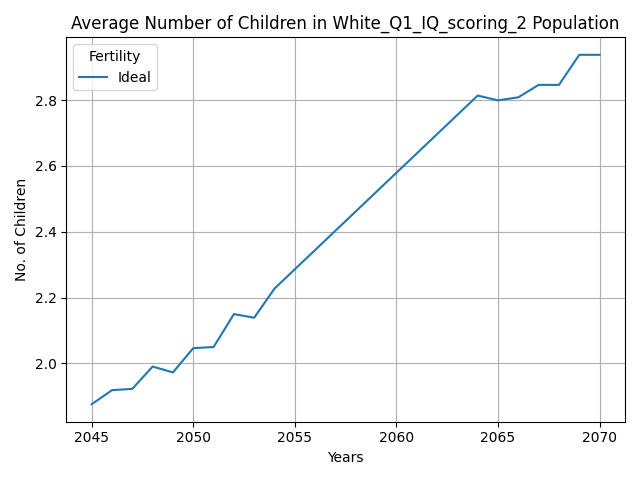 Average Number of Children in White_Q1_IQ_scoring_2 Population
Fertility
Ideal
2.8
2.6
2.4
2.2
2.0
No. of Children
2045 2050 2055 2060 2065 2070
Years